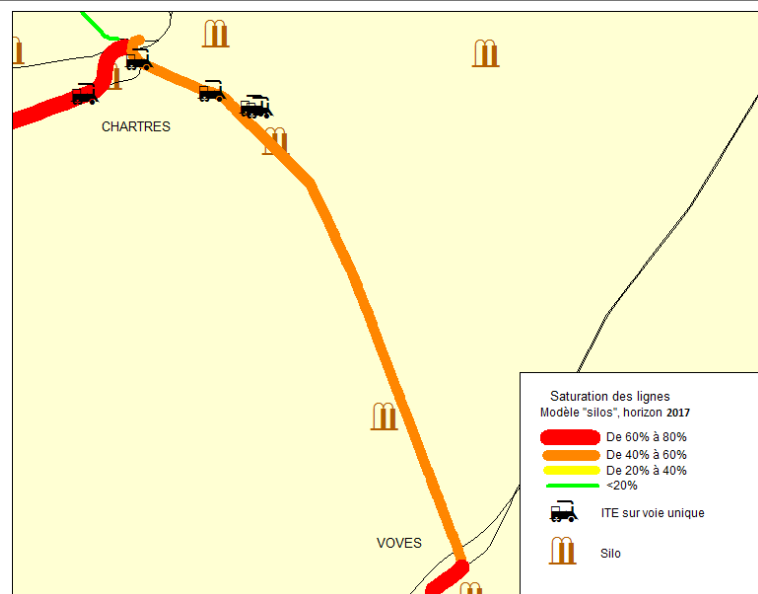 CHARTRES
VOVES
Saturation des lignes
Modèle "silos", horizon 2017
De 60% à 80%
De 40% à 60%
De 20% à 40%
<20%
ITE sur voie unique
Silo